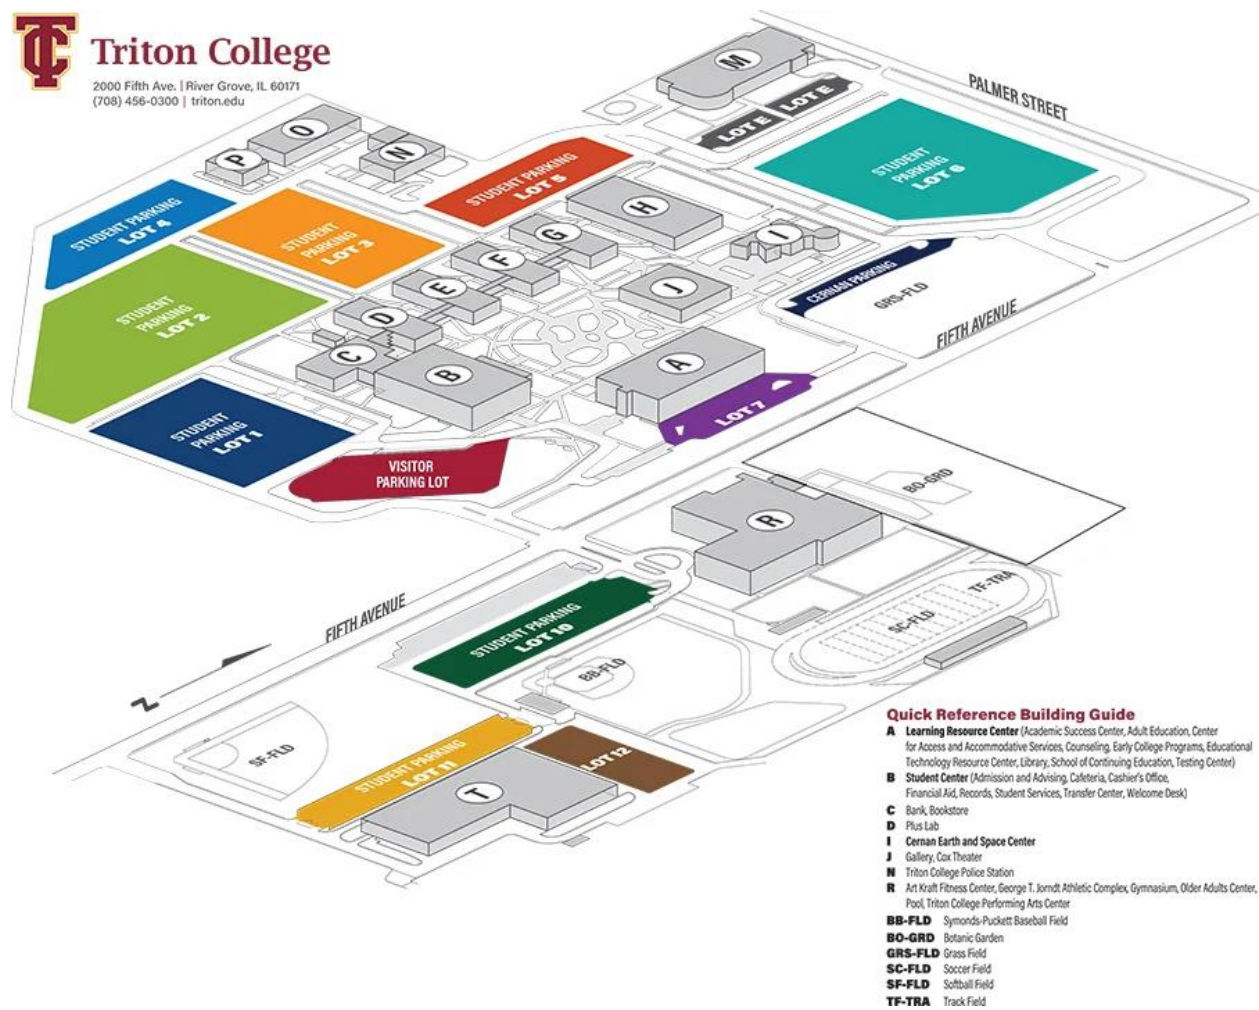 TC
Triton College
2000 Fifth Ave. | River Grove, IL 60171
(708) 456-0300 | triton.edu
M
LOT E
LOT E
PALMER STREET
O
P
N
STUDENT PARKING
LOT 5
STUDENT
PARKING
LOT 6
STUDENT PARKING
LOT 4
STUDENT
PARKING
LOT 3
H
G
I
F
E
J
CERNAN PARKING
GRS-FLD
FIFTH AVENUE
STUDENT
PARKING
LOT 2
D
C
B
A
LOT 7
STUDENT
PARKING
LOT 1
VISITOR
PARKING LOT
BO-GRD
R
TF-TRA
SC-FLD
FIFTH AVENUE
STUDENT PARKING
LOT 10
BB-FLD
N
SF-FLD
STUDENT PARKING
LOT 11
LOT 12
T
Quick Reference Building Guide
A Learning Resource Center (Academic Success Center, Adult Education, Center
for Access and Accommodative Services, Counseling, Early College Programs, Educational
Technology Resource Center, Library, School of Continuing Education, Testing Center)
B Student Center (Admission and Advising, Cafeteria, Cashier's Office,
Financial Aid, Records, Student Services, Transfer Center, Welcome Desk)
C Bank, Bookstore
D Plus Lab
I Cernan Earth and Space Center
J Gallery, Cox Theater
N Triton College Police Station
R Art Kraft Fitness Center, George T. Jorndt Athletic Complex, Gymnasium, Older Adults Center,
Pool, Triton College Performing Arts Center
BB-FLD Symonds-Puckett Baseball Field
BO-GRD Botanic Garden
GRS-FLD Grass Field
SC-FLD Soccer Field
SF-FLD Softball Field
TF-TRA Track Field